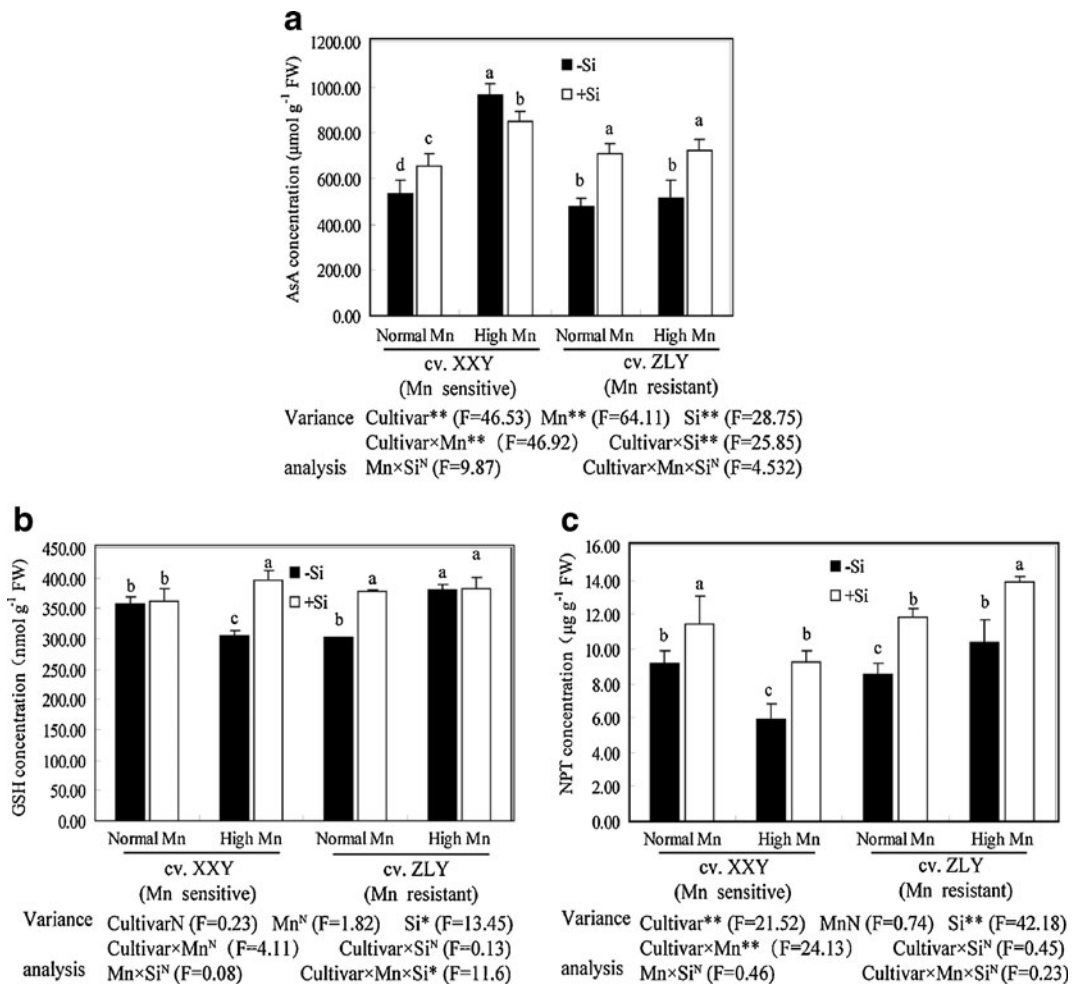 a
AsA concentration (μmol g⁻¹ FW)
1200.00
1000.00
800.00
600.00
400.00
200.00
0.00
-Si
+Si
d
c
a
b
b
a
b
a
Normal Mn High Mn Normal Mn High Mn
cv. XXY cv. ZLY
(Mn sensitive) (Mn resistant)
Variance Cultivar** (F=46.53) Mn** (F=64.11) Si** (F=28.75)
Cultivar×Mn** (F=46.92) Cultivar×Si** (F=25.85)
analysis Mn×Siᴺ (F=9.87) Cultivar×Mn×Siᴺ (F=4.532)
b
GSH concentration (nmol g⁻¹ FW)
450.00
400.00
350.00
300.00
250.00
200.00
150.00
100.00
50.00
0.00
-Si
+Si
b
b
c
a
b
a
a
a
Normal Mn High Mn Normal Mn High Mn
cv. XXY cv. ZLY
(Mn sensitive) (Mn resistant)
Variance CultivarN (F=0.23) Mnᴺ (F=1.82) Si* (F=13.45)
Cultivar×Mnᴺ (F=4.11) Cultivar×Siᴺ (F=0.13)
analysis Mn×Siᴺ (F=0.08) Cultivar×Mn×Si* (F=11.6)
c
NPT concentration (μg g⁻¹ FW)
16.00
14.00
12.00
10.00
8.00
6.00
4.00
2.00
0.00
-Si
+Si
b
a
c
b
c
b
b
a
Normal Mn High Mn Normal Mn High Mn
cv. XXY cv. ZLY
(Mn sensitive) (Mn resistant)
Variance Cultivar** (F=21.52) MnN (F=0.74) Si** (F=42.18)
Cultivar×Mn** (F=24.13) Cultivar×Siᴺ (F=0.45)
analysis Mn×Siᴺ (F=0.46) Cultivar×Mn×Siᴺ (F=0.23)